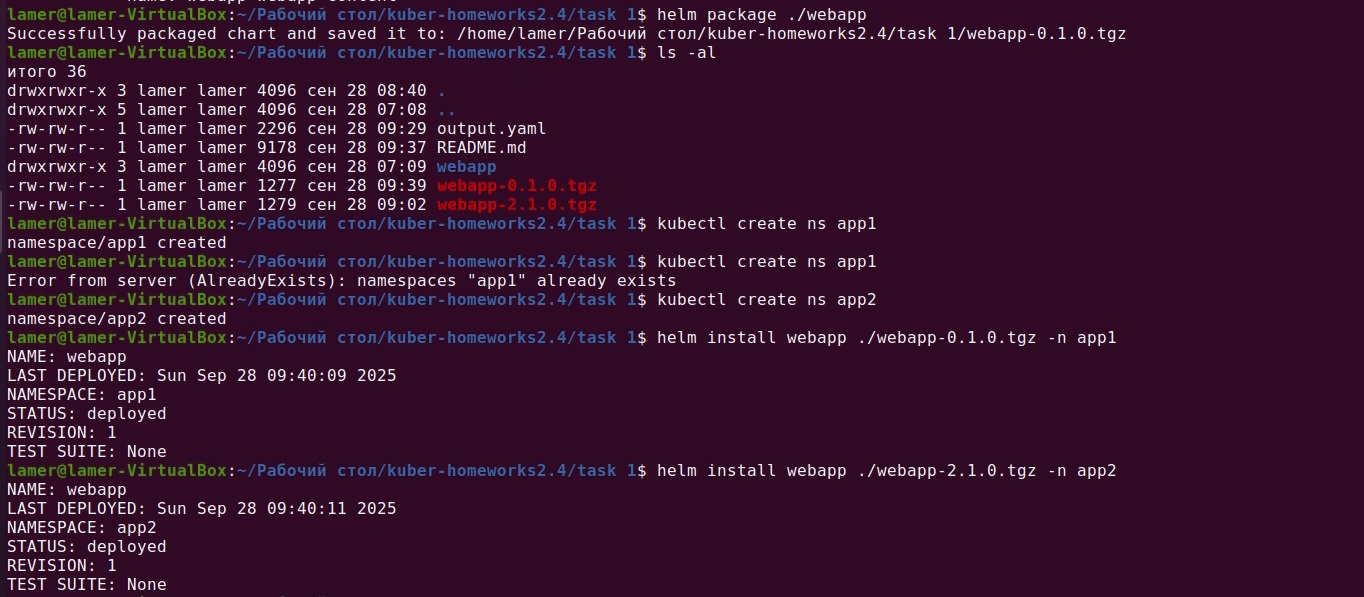 lamer@lamer-VirtualBox:~/Рабочий стол/kuber-homeworks2.4/task 1$ helm package ./webapp
Successfully packaged chart and saved it to: /home/lamer/Рабочий стол/kuber-homeworks2.4/task 1/webapp-0.1.0.tgz
lamer@lamer-VirtualBox:~/Рабочий стол/kuber-homeworks2.4/task 1$ ls -al
итого 36
drwxrwxr-x 3 lamer lamer 4096 сен 28 08:40 .
drwxrwxr-x 5 lamer lamer 4096 сен 28 07:08 ..
-rw-rw-r-- 1 lamer lamer 2296 сен 28 09:29 output.yaml
-rw-rw-r-- 1 lamer lamer 9178 сен 28 09:37 README.md
drwxrwxr-x 3 lamer lamer 4096 сен 28 07:09 webapp
-rw-rw-r-- 1 lamer lamer 1277 сен 28 09:39 webapp-0.1.0.tgz
-rw-rw-r-- 1 lamer lamer 1279 сен 28 09:02 webapp-2.1.0.tgz
lamer@lamer-VirtualBox:~/Рабочий стол/kuber-homeworks2.4/task 1$ kubectl create ns app1
namespace/app1 created
lamer@lamer-VirtualBox:~/Рабочий стол/kuber-homeworks2.4/task 1$ kubectl create ns app1
Error from server (AlreadyExists): namespaces "app1" already exists
lamer@lamer-VirtualBox:~/Рабочий стол/kuber-homeworks2.4/task 1$ kubectl create ns app2
namespace/app2 created
lamer@lamer-VirtualBox:~/Рабочий стол/kuber-homeworks2.4/task 1$ helm install webapp ./webapp-0.1.0.tgz -n app1
NAME: webapp
LAST DEPLOYED: Sun Sep 28 09:40:09 2025
NAMESPACE: app1
STATUS: deployed
REVISION: 1
TEST SUITE: None
lamer@lamer-VirtualBox:~/Рабочий стол/kuber-homeworks2.4/task 1$ helm install webapp ./webapp-2.1.0.tgz -n app2
NAME: webapp
LAST DEPLOYED: Sun Sep 28 09:40:11 2025
NAMESPACE: app2
STATUS: deployed
REVISION: 1
TEST SUITE: None